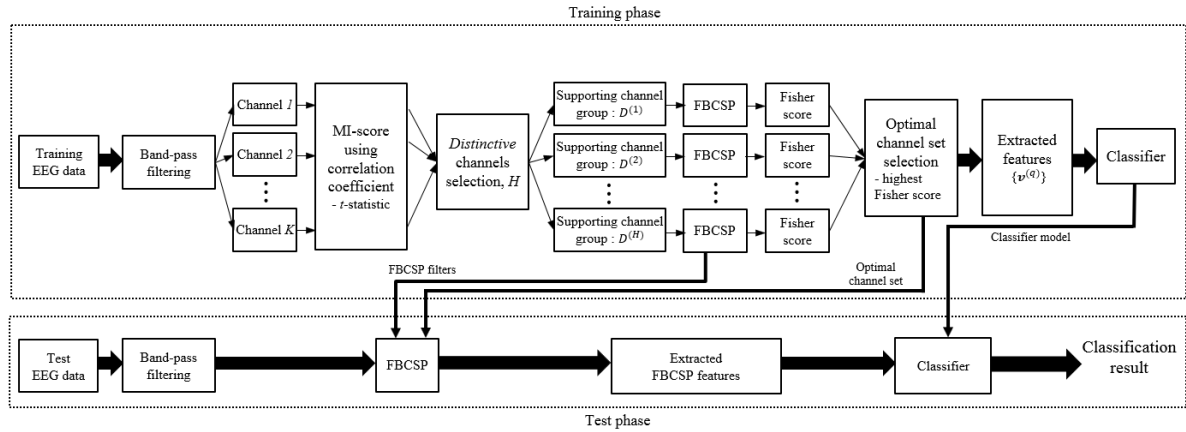 Training phase
Training
EEG data
Band-pass
filtering
Channel 1
Channel 2
Channel K
MI-score
using
correlation
coefficient
- t-statistic
Distinctive
channels
selection, H
Supporting channel
group : D⁽¹⁾
Supporting channel
group : D⁽²⁾
Supporting channel
group : D⁽ᴴ⁾
FBCSP
FBCSP
FBCSP
Fisher
score
Fisher
score
Fisher
score
Optimal
channel set
selection
- highest
Fisher score
Extracted
features
{v⁽q⁾}
Classifier
FBCSP filters
Optimal
channel set
Classifier model
Test
EEG data
Band-pass
filtering
FBCSP
Extracted
FBCSP features
Classifier
Classification
result
Test phase